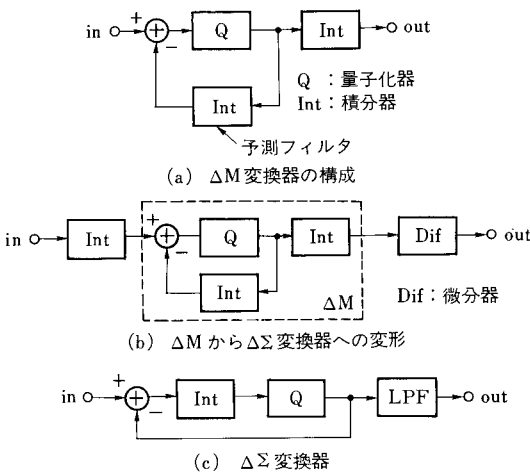 in + − Q Int out
Int
Q :量子化器
Int:積分器
予測フィルタ
(a) ΔM変換器の構成
in Int + − Q Int Dif out
Int
ΔM
Dif:微分器
(b) ΔMからΔΣ変換器への変形
in + − Int Q LPF out
(c) ΔΣ変換器